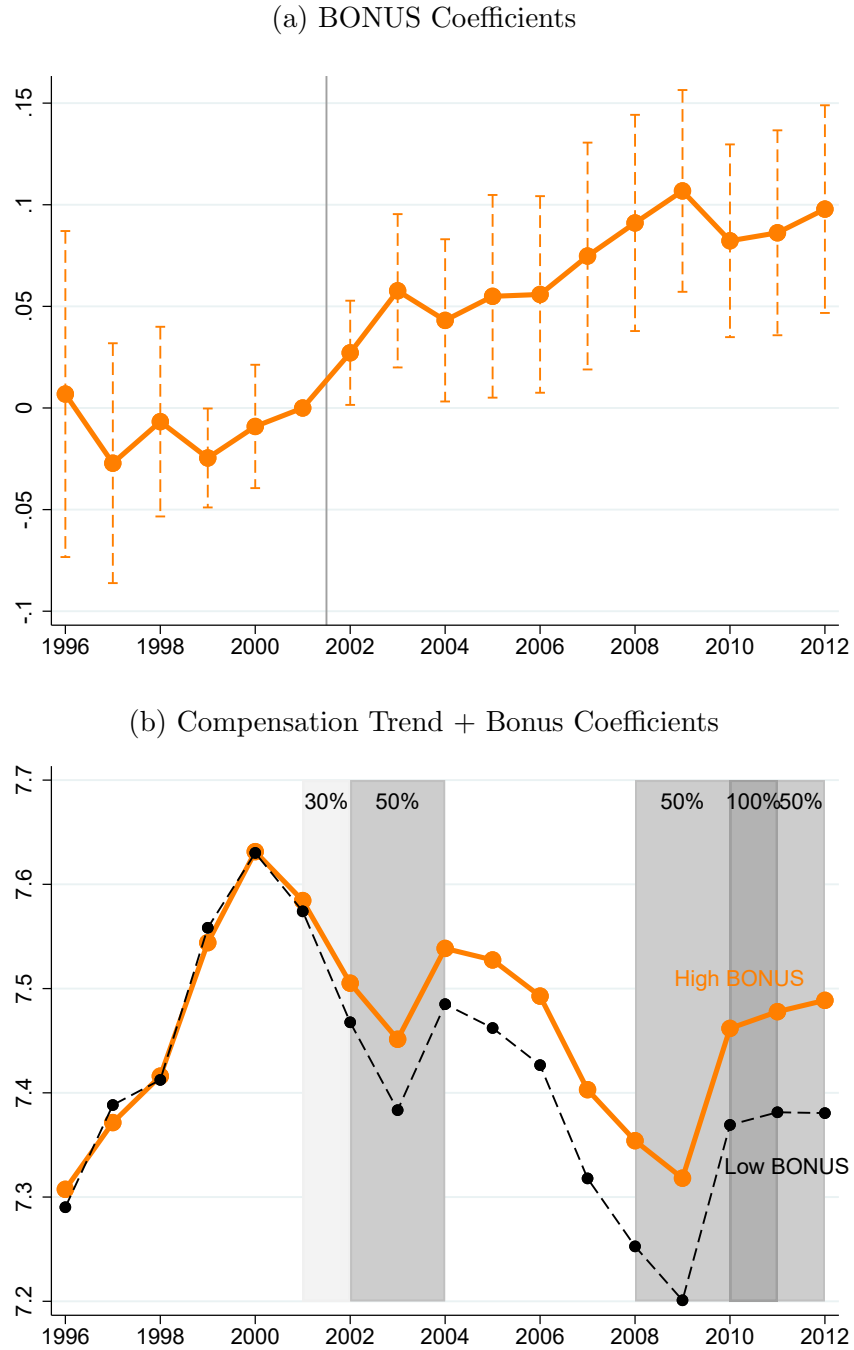 (a) BONUS Coefficients
.15
.1
.05
0
-.05
-.1
1996 1998 2000 2002 2004 2006 2008 2010 2012
(b) Compensation Trend + Bonus Coefficients
7.7
30% 50% 50% 100% 50%
7.6
7.5
High BONUS
7.4
Low BONUS
7.3
7.2
1996 1998 2000 2002 2004 2006 2008 2010 2012